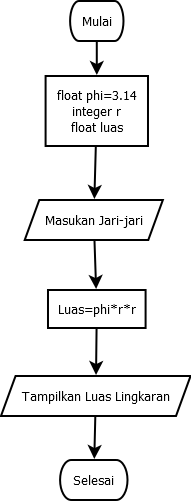 Mulai
float phi=3.14
integer r
float luas
Masukan Jari-jari
Luas=phi*r*r
Tampilkan Luas Lingkaran
Selesai